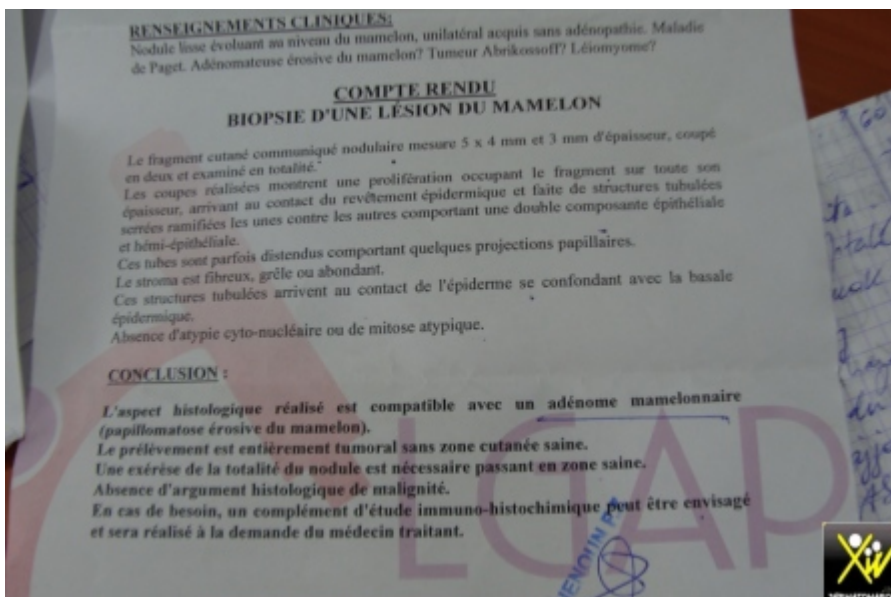 RENSEIGNEMENTS CLINIQUES:
Nodule lisse évoluant au niveau du mamelon, unilatéral acquis sans adénopathie. Maladie
de Paget. Adénomateuse érosive du mamelon? Tumeur Abrikossoff? Léiomyome?
COMPTE RENDU
BIOPSIE D'UNE LÉSION DU MAMELON
Le fragment cutané communiqué nodulaire mesure 5 x 4 mm et 3 mm d'épaisseur, coupé
en deux et examiné en totalité.
Les coupes réalisées montrent une prolifération occupant le fragment sur toute son
épaisseur, arrivant au contact du revêtement épidermique et faite de structures tubulées
serrées ramifiées les unes contre les autres comportant une double composante épithéliale
et hémi-épithéliale.
Ces tubes sont parfois distendus comportant quelques projections papillaires.
Le stroma est fibreux, grêle ou abondant.
Ces structures tubulées arrivent au contact de l'épiderme se confondant avec la basale
épidermique.
Absence d'atypie cyto-nucléaire ou de mitose atypique.
CONCLUSION :
L'aspect histologique réalisé est compatible avec un adénome mamelonnaire
(papillomatose érosive du mamelon).
Le prélèvement est entièrement tumoral sans zone cutanée saine.
Une exérèse de la totalité du nodule est nécessaire passant en zone saine.
Absence d'argument histologique de malignité.
En cas de besoin, un complément d'étude immuno-histochimique peut être envisagé
et sera réalisé à la demande du médecin traitant.
LGAP